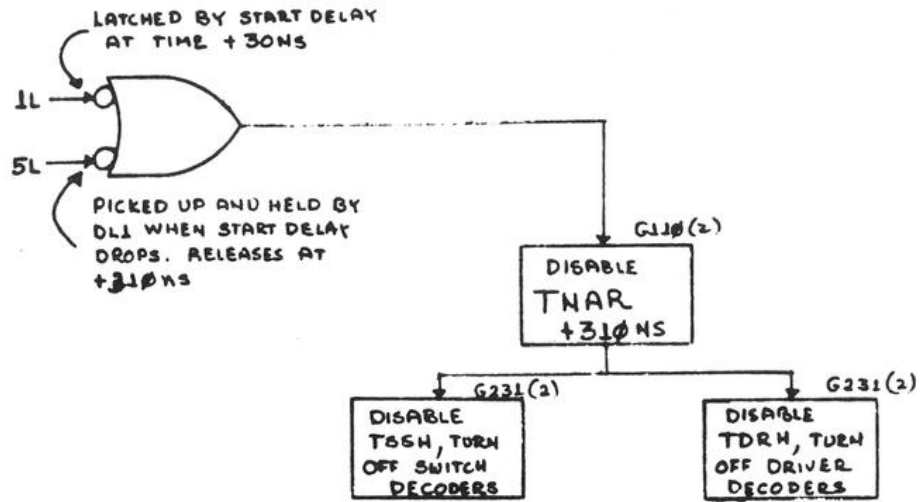 LATCHED BY START DELAY
AT TIME +30NS
1L
5L
PICKED UP AND HELD BY
DL1 WHEN START DELAY
DROPS. RELEASES AT
+310NS
G110(2)
DISABLE
TNAR
+310NS
G231(2)
DISABLE
TSSH, TURN
OFF SWITCH
DECODERS
G231(2)
DISABLE
TDRH, TURN
OFF DRIVER
DECODERS